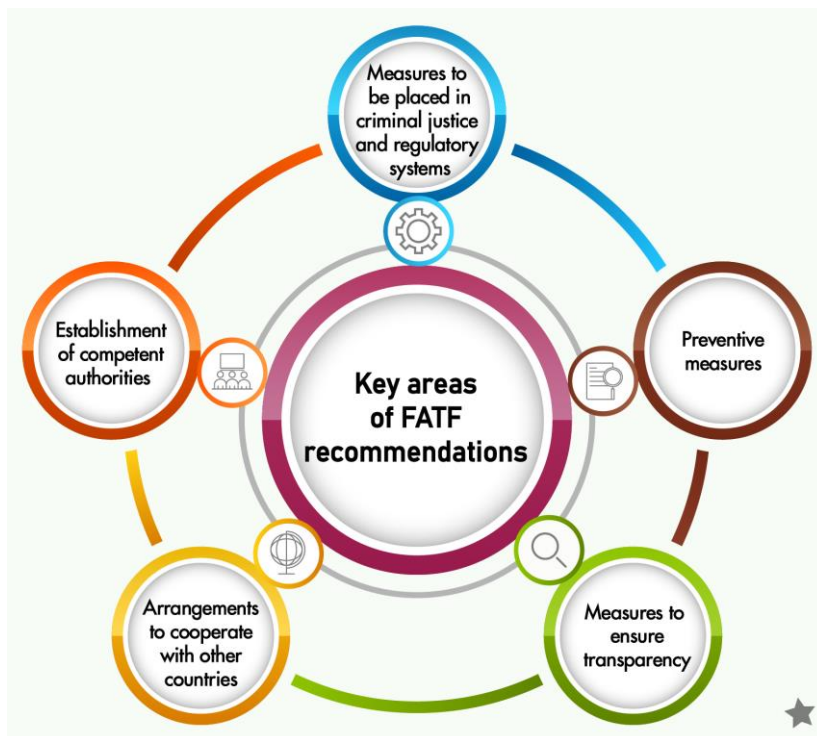 Measures to
be placed in
criminal justice
and regulatory
systems
Establishment
of competent
authorities
Preventive
measures
Key areas
of FATF
recommendations
Arrangements
to cooperate
with other
countries
Measures to
ensure
transparency